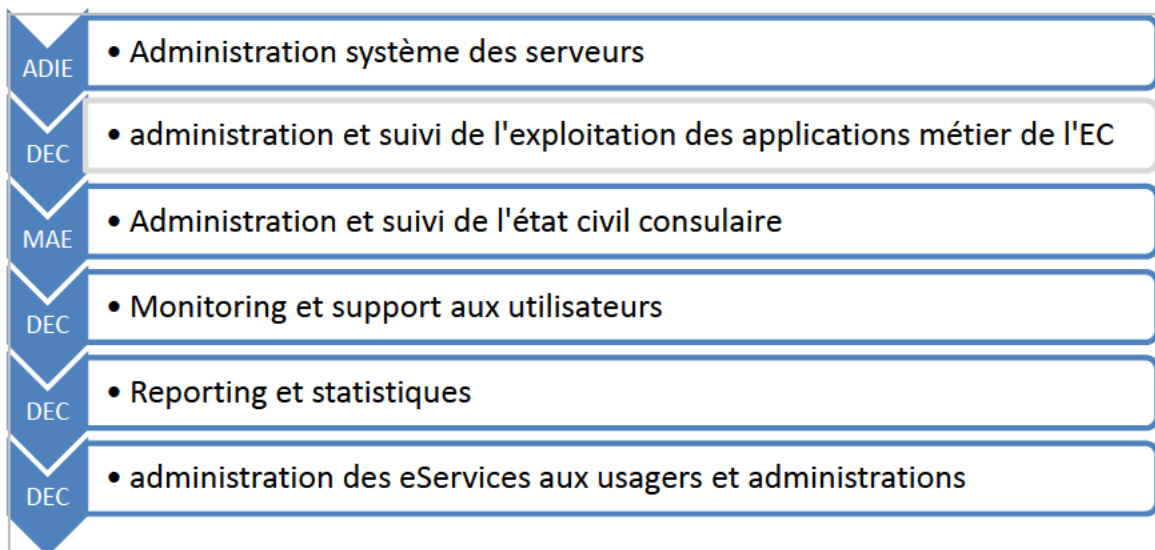 ADIE
• Administration système des serveurs
DEC
• administration et suivi de l'exploitation des applications métier de l'EC
MAE
• Administration et suivi de l'état civil consulaire
DEC
• Monitoring et support aux utilisateurs
DEC
• Reporting et statistiques
DEC
• administration des eServices aux usagers et administrations